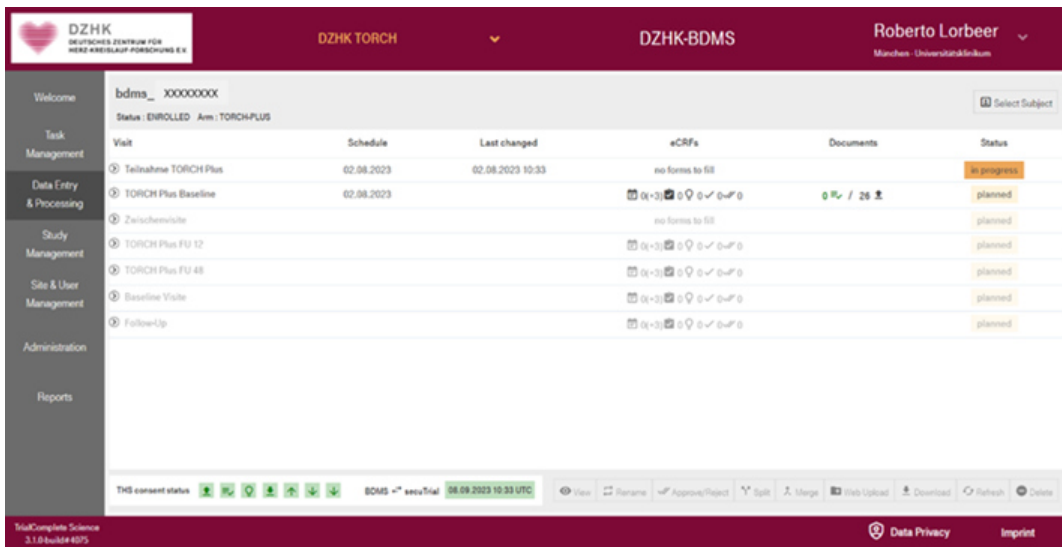 DZHK
DEUTSCHES ZENTRUM FÜR
HERZ-KREISLAUF-FORSCHUNG E.V.
DZHK TORCH
DZHK-BDMS
Roberto Lorbeer
München - Universitätsklinikum
Welcome
Task
Management
Data Entry
& Processing
Study
Management
Site & User
Management
Administration
Reports
bdms_ XXXXXXXX
Select Subject
Status : ENROLLED Arm : TORCH-PLUS
Visit Schedule Last changed eCRFs Documents Status
Teilnahme TORCH Plus 02.08.2023 02.08.2023 10:33 no forms to fill in progress
TORCH Plus Baseline 02.08.2023 0(+3) 0 0 0 0 0 / 26 planned
Zwischenvisite no forms to fill planned
TORCH Plus FU 12 0(+3) 0 0 0 0 planned
TORCH Plus FU 48 0(+3) 0 0 0 0 planned
Baseline Visite 0(+3) 0 0 0 0 planned
Follow-Up 0(+3) 0 0 0 0 planned
THS consent status BDMS secuTrial 08.09.2023 10:33 UTC View Rename Approve/Reject Split Merge Web Upload Download Refresh Delete
TrialComplete Science
3.1.0-build#4075
Data Privacy Imprint